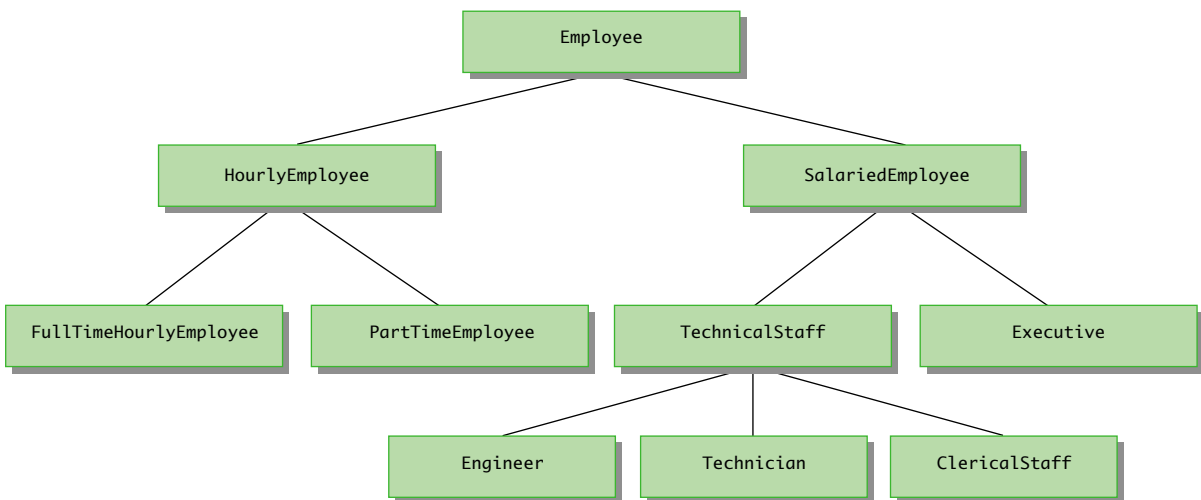 Employee
HourlyEmployee
SalariedEmployee
FullTimeHourlyEmployee
PartTimeEmployee
TechnicalStaff
Executive
Engineer
Technician
ClericalStaff